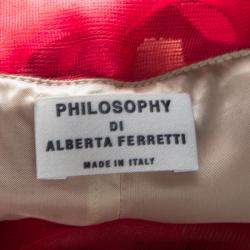 PHILOSOPHY
DI
ALBERTA FERRETTI
MADE IN ITALY